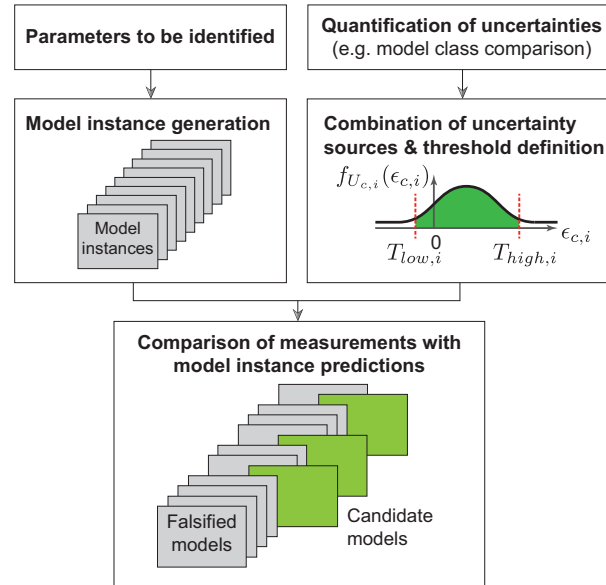 Parameters to be identified
Quantification of uncertainties
(e.g. model class comparison)
Model instance generation
Model
instances
Combination of uncertainty
sources & threshold definition
f_{U_{c,i}}(ϵ_{c,i})
0
ϵ_{c,i}
T_{low,i}
T_{high,i}
Comparison of measurements with
model instance predictions
Falsified
models
Candidate
models